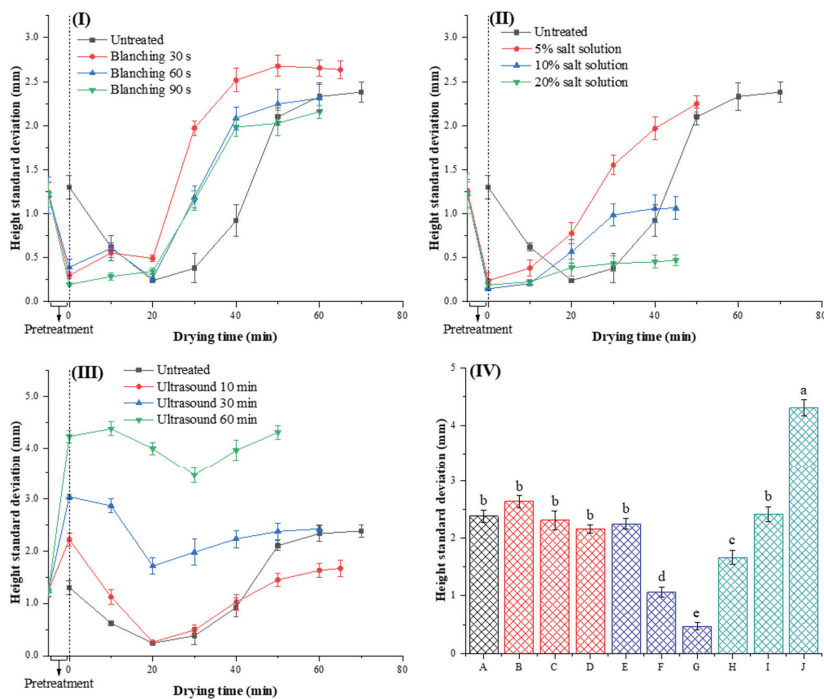 (I)
Untreated
Blanching 30 s
Blanching 60 s
Blanching 90 s
Height standard deviation (mm)
3.0
2.5
2.0
1.5
1.0
0.5
0.0
0 20 40 60 80
Pretreatment
Drying time (min)
(II)
Untreated
5% salt solution
10% salt solution
20% salt solution
Height standard deviation (mm)
3.0
2.5
2.0
1.5
1.0
0.5
0.0
0 20 40 60 80
Pretreatment
Drying time (min)
(III)
Untreated
Ultrasound 10 min
Ultrasound 30 min
Ultrasound 60 min
Height standard deviation (mm)
5.0
4.0
3.0
2.0
1.0
0.0
0 20 40 60 80
Pretreatment
Drying time (min)
(IV)
Height standard deviation (mm)
5
4
3
2
1
0
b b b b b d e c b a
A B C D E F G H I J